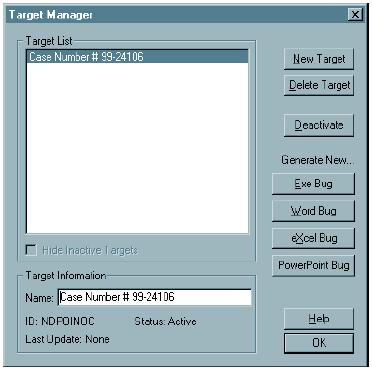 Target Manager
Target List
Case Number # 99-24106
Hide Inactive Targets
New Target
Delete Target
Deactivate
Generate New...
Exe Bug
Word Bug
eXcel Bug
PowerPoint Bug
Target Information
Name: Case Number # 99-24106
ID: NDFOINOC Status: Active
Last Update: None
Help
OK